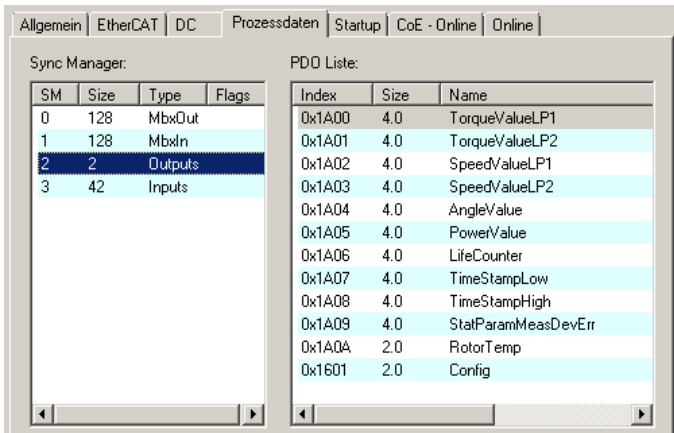 Allgemein EtherCAT DC Prozessdaten Startup CoE - Online Online
Sync Manager:
SM Size Type Flags
0 128 MbxOut
1 128 MbxIn
2 2 Outputs
3 42 Inputs
PDO Liste:
Index Size Name
0x1A00 4.0 TorqueValueLP1
0x1A01 4.0 TorqueValueLP2
0x1A02 4.0 SpeedValueLP1
0x1A03 4.0 SpeedValueLP2
0x1A04 4.0 AngleValue
0x1A05 4.0 PowerValue
0x1A06 4.0 LifeCounter
0x1A07 4.0 TimeStampLow
0x1A08 4.0 TimeStampHigh
0x1A09 4.0 StatParamMeasDevErr
0x1A0A 2.0 RotorTemp
0x1601 2.0 Config